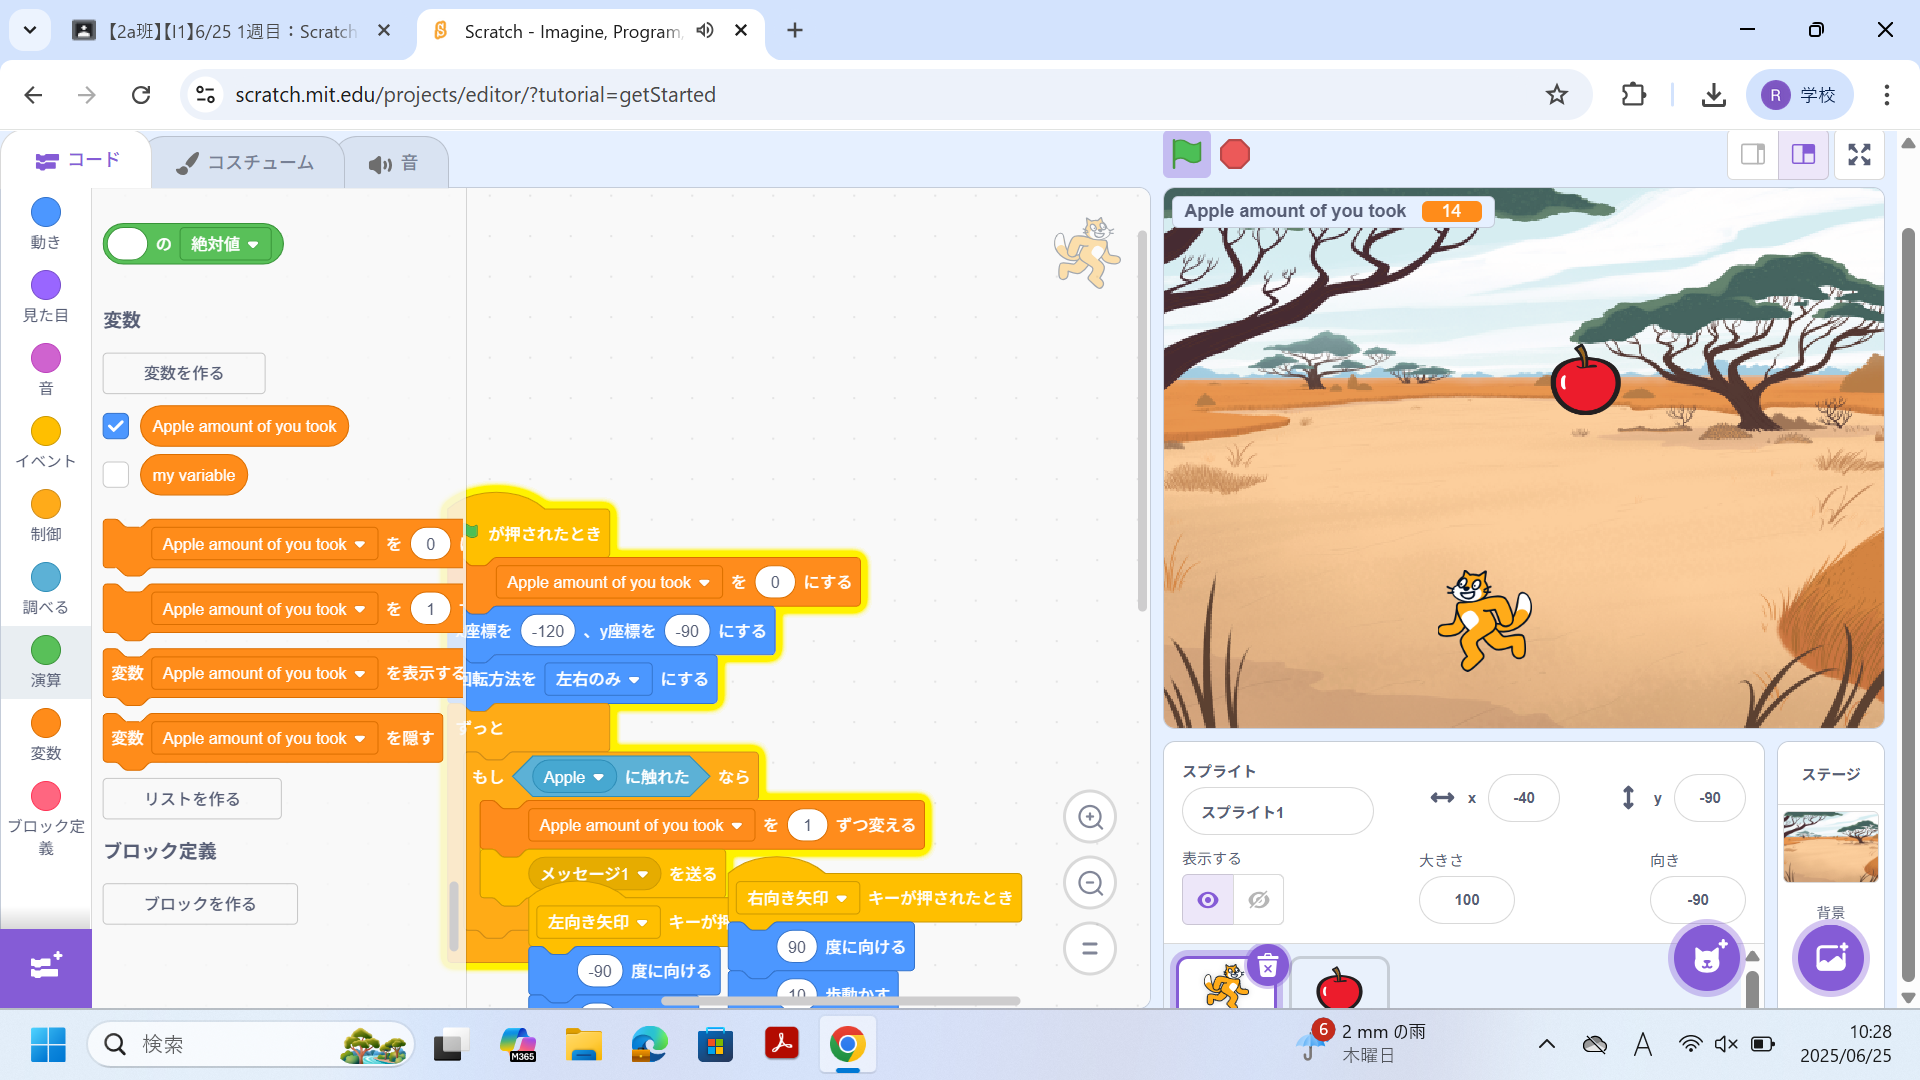 【2a班】【I1】6/25 1週目：Scratch
Scratch - Imagine, Program,
scratch.mit.edu/projects/editor/?tutorial=getStarted
R 学校
コード
コスチューム
音
動き
見た目
音
イベント
制御
調べる
演算
変数
ブロック定義
の 絶対値
変数
変数を作る
Apple amount of you took
my variable
Apple amount of you took を 0
Apple amount of you took を 1
変数 Apple amount of you took を表示する
変数 Apple amount of you took を隠す
リストを作る
ブロック定義
ブロックを作る
が押されたとき
Apple amount of you took を 0 にする
座標を -120 、y座標を -90 にする
回転方法を 左右のみ にする
ずっと
もし Apple に触れた なら
Apple amount of you took を 1 ずつ変える
メッセージ1 を送る
左向き矢印 キーが押
-90 度に向ける
右向き矢印 キーが押されたとき
90 度に向ける
10 歩動かす
Apple amount of you took 14
スプライト
スプライト1
x -40
y -90
表示する
大きさ
100
向き
-90
ステージ
背景
検索
M365
6
2 mm の雨
木曜日
A
10:28
2025/06/25